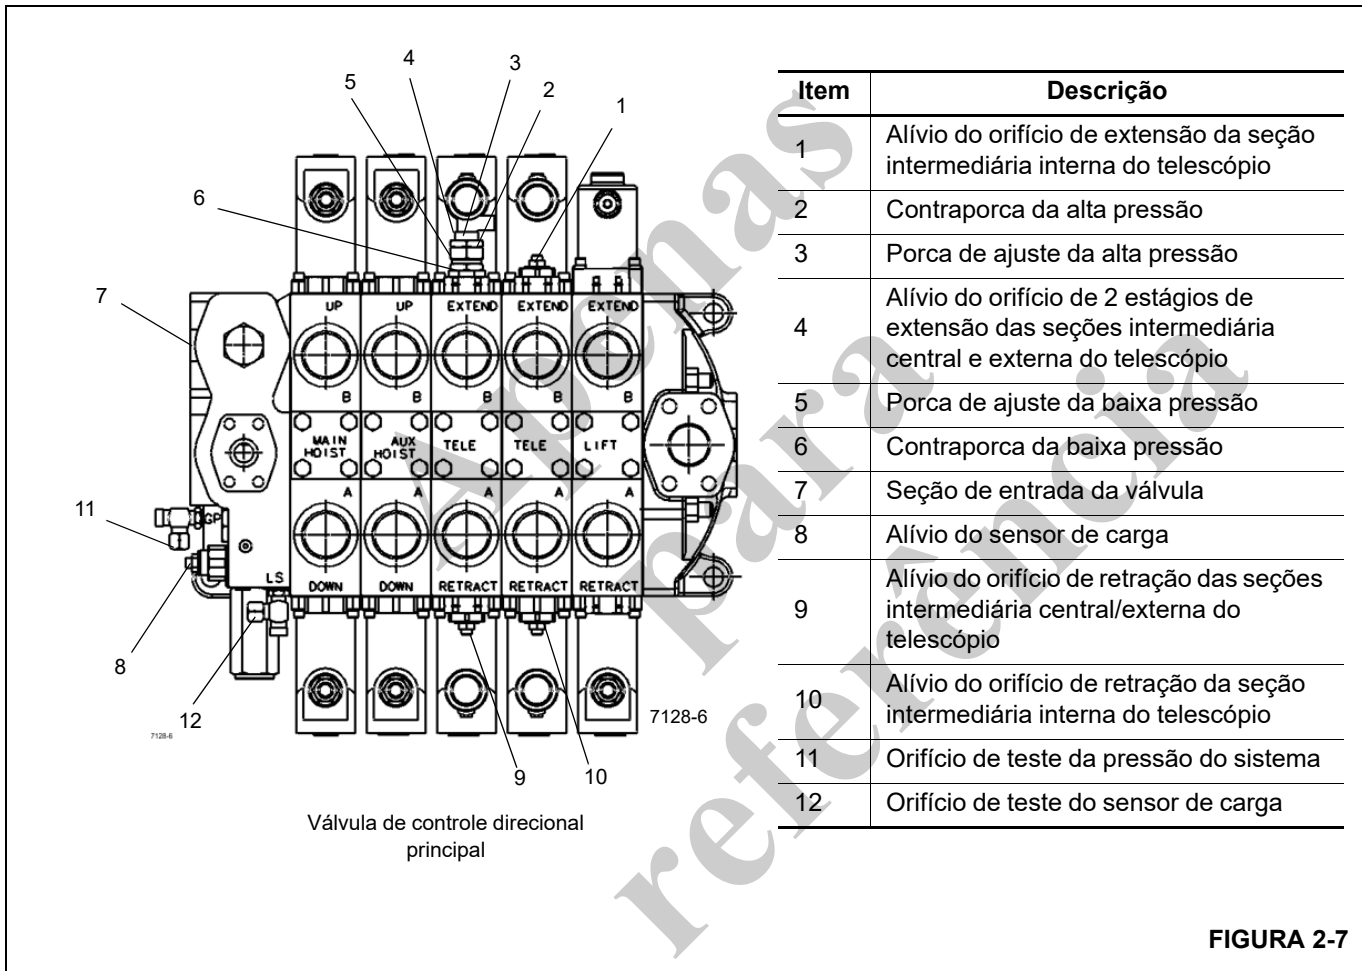 4
3
5
2
1
6
7
UP
UP
EXTEND
EXTEND
EXTEND
B
B
B
B
B
MAIN
HOIST
AUX
HOIST
TELE
TELE
LIFT
A
A
A
A
A
11
GP
LS
DOWN
DOWN
RETRACT
RETRACT
RETRACT
8
12
7128-6
7128-6
9
10
Válvula de controle direcional
principal
Item Descrição
1 Alívio do orifício de extensão da seção
intermediária interna do telescópio
2 Contraporca da alta pressão
3 Porca de ajuste da alta pressão
4 Alívio do orifício de 2 estágios de
extensão das seções intermediária
central e externa do telescópio
5 Porca de ajuste da baixa pressão
6 Contraporca da baixa pressão
7 Seção de entrada da válvula
8 Alívio do sensor de carga
9 Alívio do orifício de retração das seções
intermediária central/externa do
telescópio
10 Alívio do orifício de retração da seção
intermediária interna do telescópio
11 Orifício de teste da pressão do sistema
12 Orifício de teste do sensor de carga
Apenas
para
referência
FIGURA 2-7